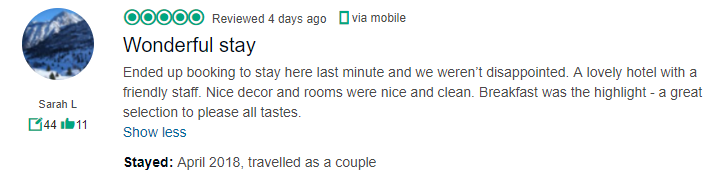 Reviewed 4 days ago via mobile
Wonderful stay
Ended up booking to stay here last minute and we weren't disappointed. A lovely hotel with a
friendly staff. Nice decor and rooms were nice and clean. Breakfast was the highlight - a great
selection to please all tastes.
Show less
Stayed: April 2018, travelled as a couple
Sarah L
44 11